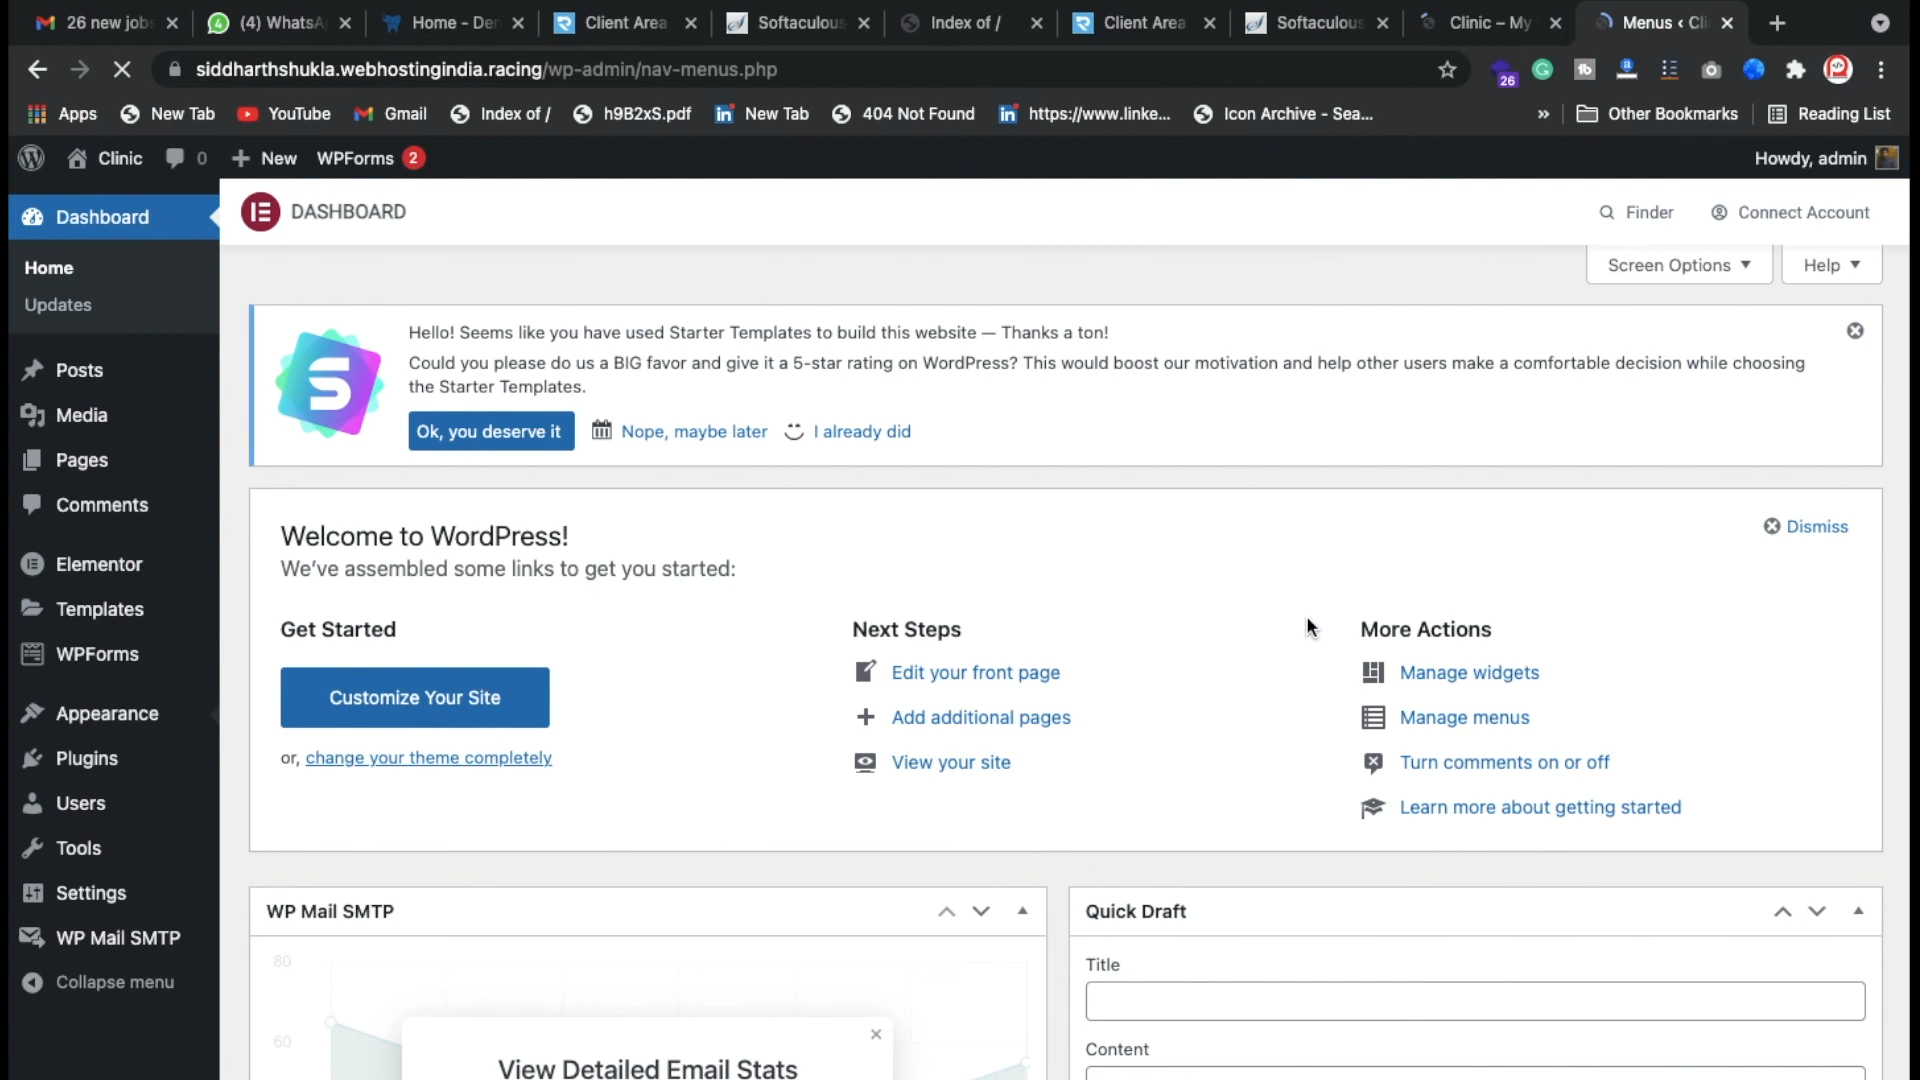 26 new jobs
(4) WhatsA
Home - Den
Client Area
Softaculous
Index of /
Client Area
Softaculous
Clinic – My
Menus ‹ Cli
siddharthshukla.webhostingindia.racing/wp-admin/nav-menus.php
26
Apps
New Tab
YouTube
Gmail
Index of /
h9B2xS.pdf
New Tab
404 Not Found
https://www.linke...
Icon Archive - Sea...
»
Other Bookmarks
Reading List
Clinic
0
New
WPForms 2
Howdy, admin
Dashboard
Home
Updates
Posts
Media
Pages
Comments
Elementor
Templates
WPForms
Appearance
Plugins
Users
Tools
Settings
WP Mail SMTP
Collapse menu
DASHBOARD
Finder
Connect Account
Screen Options
Help
Hello! Seems like you have used Starter Templates to build this website — Thanks a ton!
Could you please do us a BIG favor and give it a 5-star rating on WordPress? This would boost our motivation and help other users make a comfortable decision while choosing
the Starter Templates.
Ok, you deserve it
Nope, maybe later
I already did
Welcome to WordPress!
Dismiss
We've assembled some links to get you started:
Get Started
Customize Your Site
or, change your theme completely
Next Steps
Edit your front page
Add additional pages
View your site
More Actions
Manage widgets
Manage menus
Turn comments on or off
Learn more about getting started
WP Mail SMTP
80
60
View Detailed Email Stats
Quick Draft
Title
Content